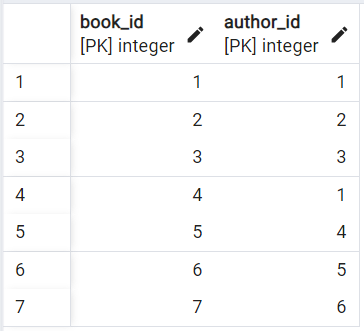 book_id author_id
[PK] integer [PK] integer
1 1 1
2 2 2
3 3 3
4 4 1
5 5 4
6 6 5
7 7 6